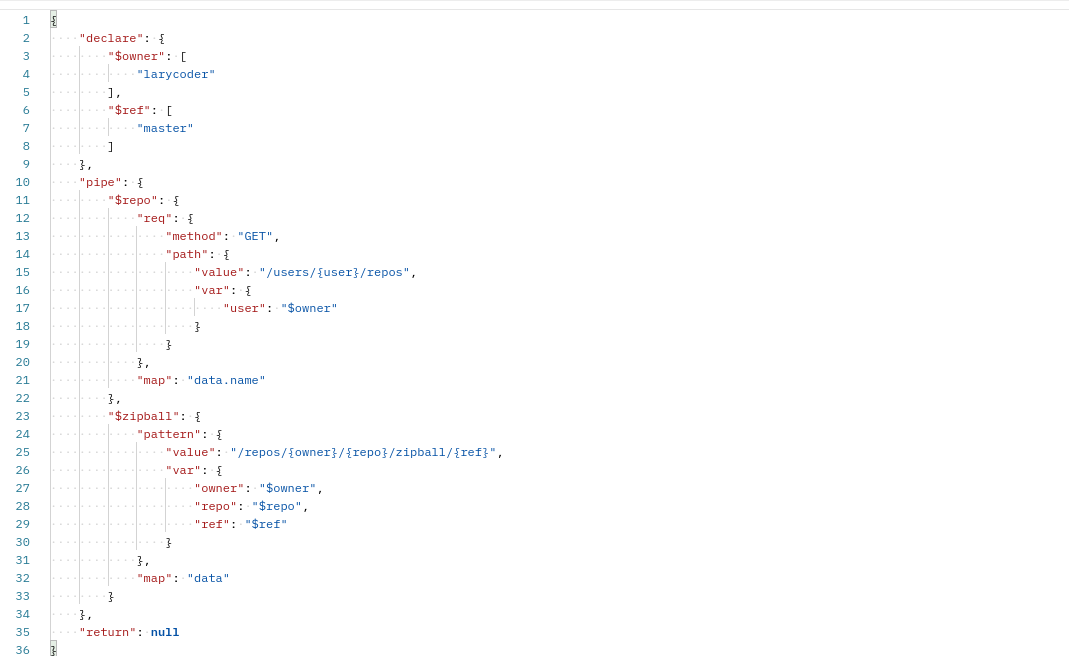 1 {
2     "declare": {
3         "$owner": [
4             "larycoder"
5         ],
6         "$ref": [
7             "master"
8         ]
9     },
10     "pipe": {
11         "$repo": {
12             "req": {
13                 "method": "GET",
14                 "path": {
15                     "value": "/users/{user}/repos",
16                     "var": {
17                         "user": "$owner"
18                     }
19                 }
20             },
21             "map": "data.name"
22         },
23         "$zipball": {
24             "pattern": {
25                 "value": "/repos/{owner}/{repo}/zipball/{ref}",
26                 "var": {
27                     "owner": "$owner",
28                     "repo": "$repo",
29                     "ref": "$ref"
30                 }
31             },
32             "map": "data"
33         }
34     },
35     "return": null
36 }